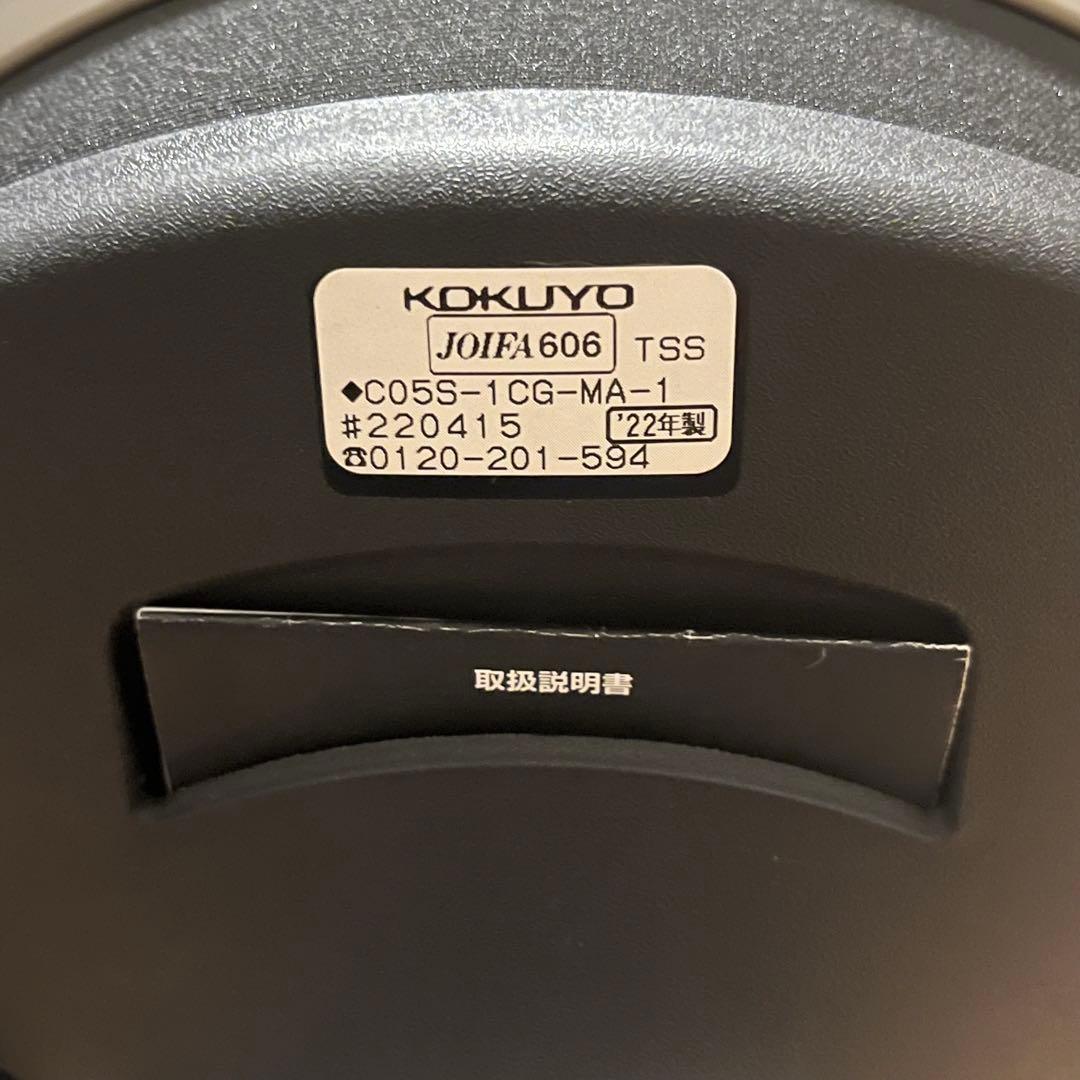 KOKUYO
JOIFA606 TSS
◆C05S-1CG-MA-1
#220415 '22年製
☎0120-201-594
取扱説明書